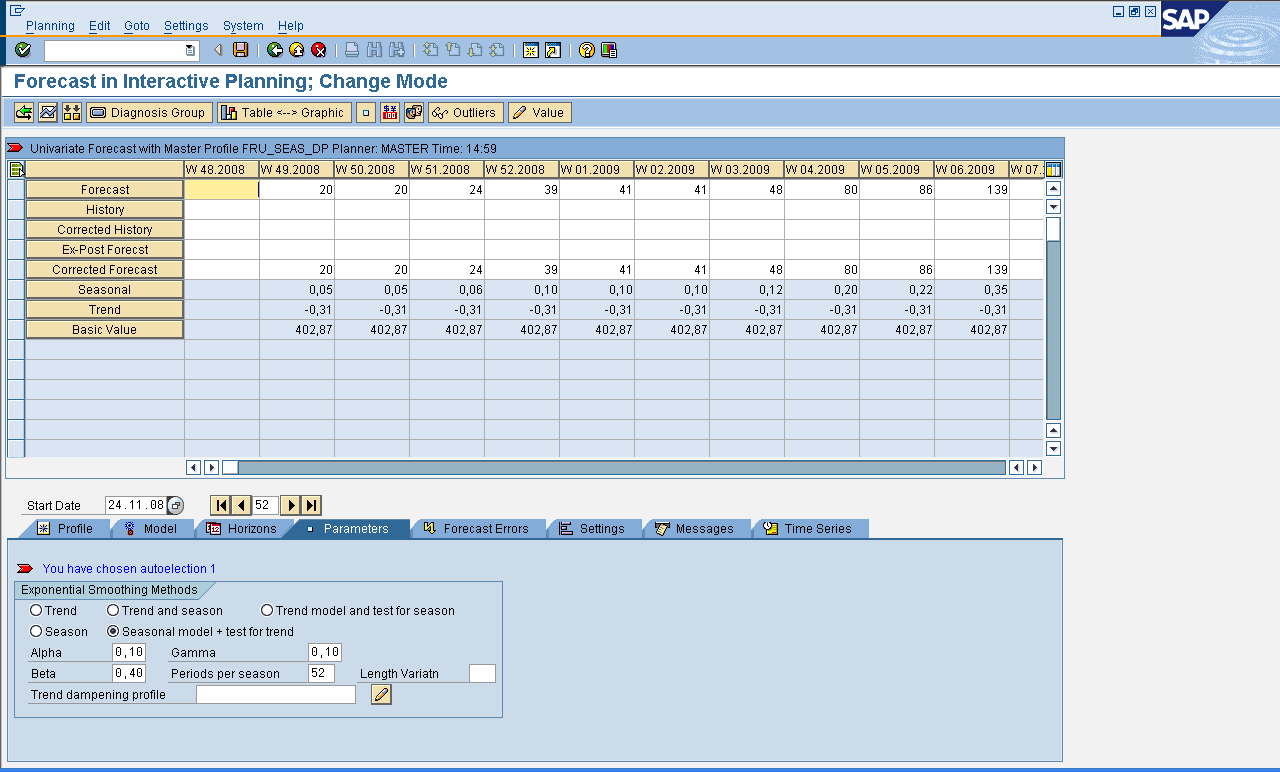 Planning Edit Goto Settings System Help
SAP
Forecast in Interactive Planning; Change Mode
Diagnosis Group Table <--> Graphic Outliers Value
Univariate Forecast with Master Profile FRU_SEAS_DP Planner: MASTER Time: 14:59
W 48.2008 W 49.2008 W 50.2008 W 51.2008 W 52.2008 W 01.2009 W 02.2009 W 03.2009 W 04.2009 W 05.2009 W 06.2009 W 07.
Forecast 20 20 24 39 41 41 48 80 86 139
History
Corrected History
Ex-Post Forecst
Corrected Forecast 20 20 24 39 41 41 48 80 86 139
Seasonal 0,05 0,05 0,06 0,10 0,10 0,10 0,12 0,20 0,22 0,35
Trend -0,31 -0,31 -0,31 -0,31 -0,31 -0,31 -0,31 -0,31 -0,31 -0,31
Basic Value 402,87 402,87 402,87 402,87 402,87 402,87 402,87 402,87 402,87 402,87
Start Date 24.11.08 52
Profile Model Horizons Parameters Forecast Errors Settings Messages Time Series
You have chosen autoelection 1
Exponential Smoothing Methods
Trend Trend and season Trend model and test for season
Season Seasonal model + test for trend
Alpha 0,10 Gamma 0,10
Beta 0,40 Periods per season 52 Length Variatn
Trend dampening profile